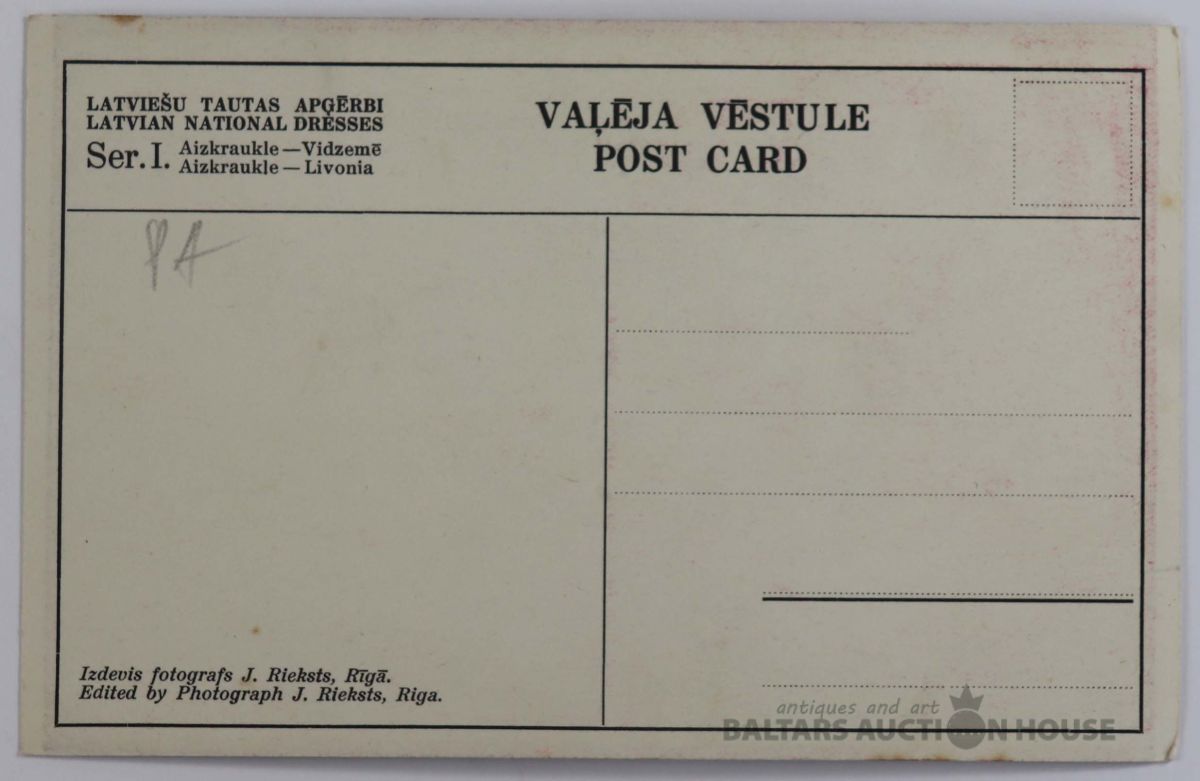 LATVIEŠU TAUTAS APĢĒRBI
LATVIAN NATIONAL DRESSES
Ser. I. Aizkraukle—Vidzemē
Aizkraukle—Livonia
VAĻĒJA VĒSTULE
POST CARD
PA
Izdevis fotografs J. Rieksts, Rīgā.
Edited by Photograph J. Rieksts, Riga.
antiques and art
BALTARS AUCTION HOUSE